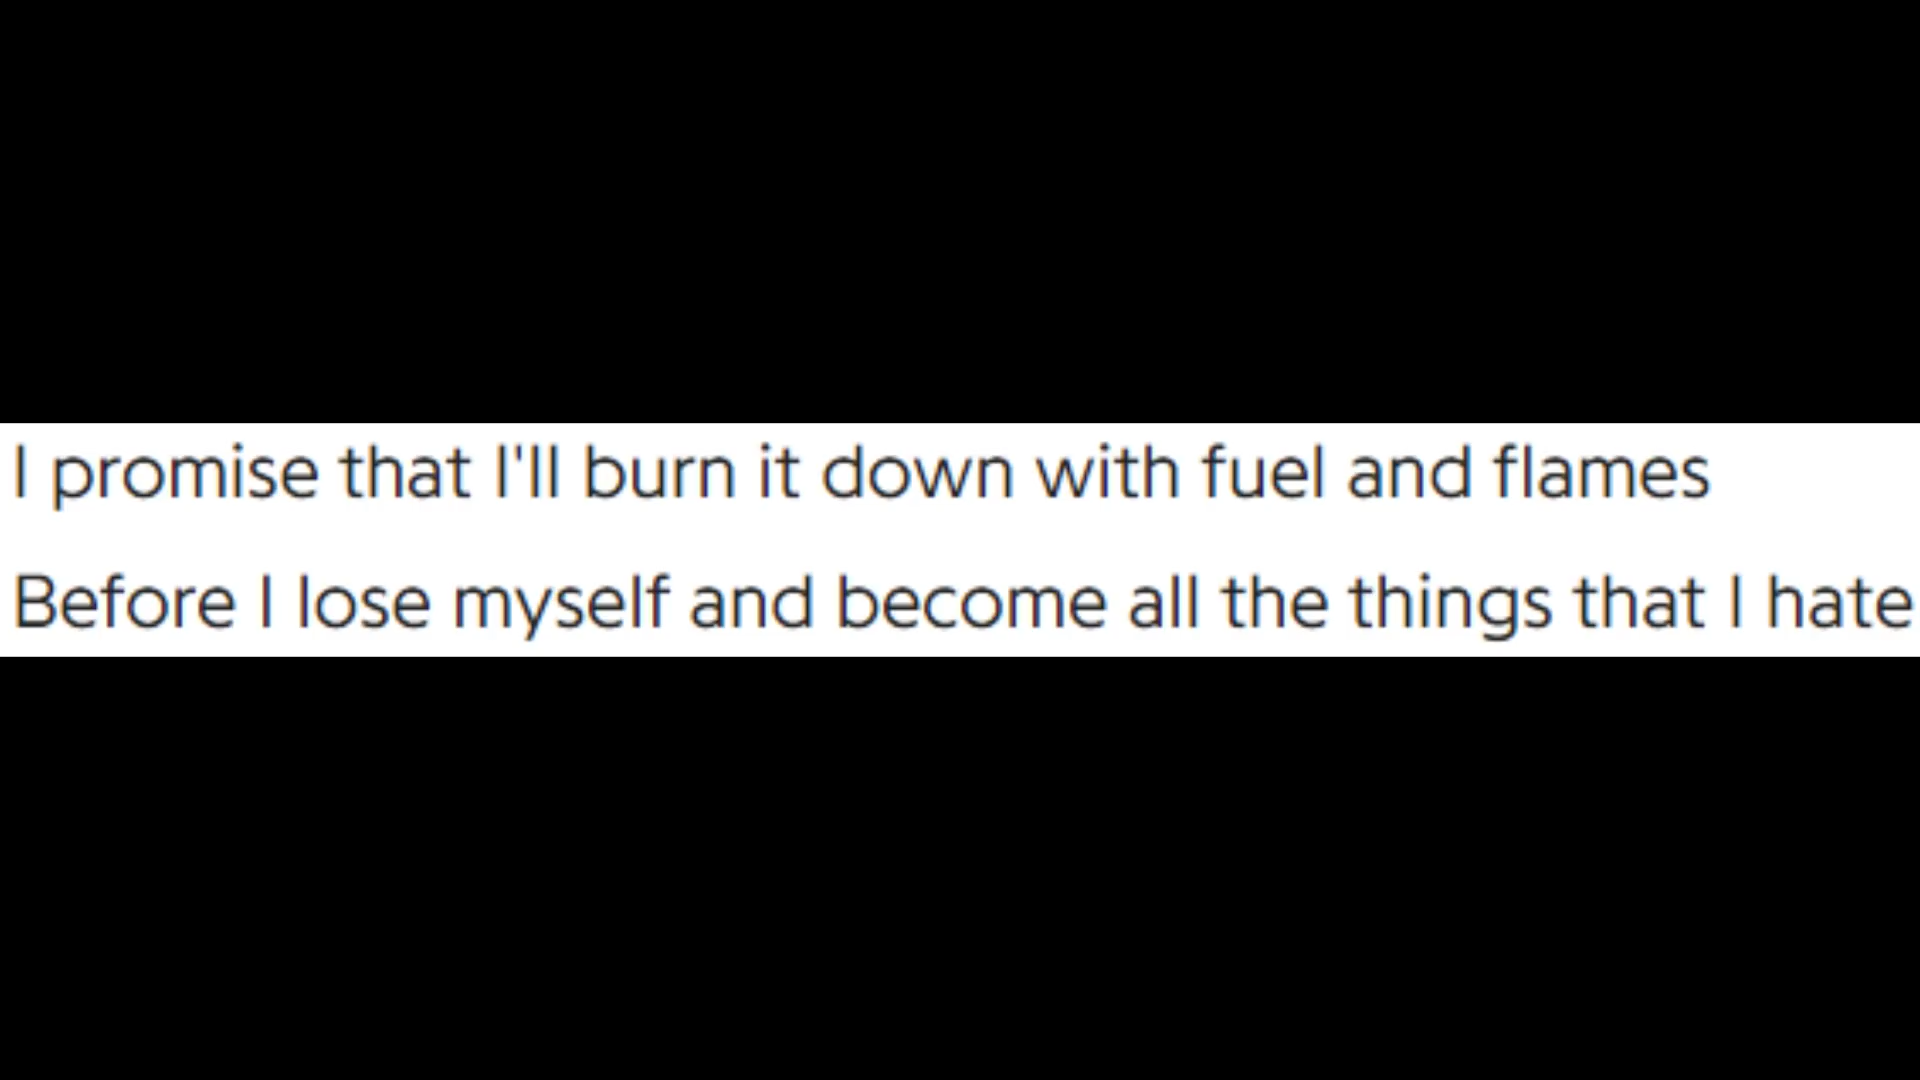 I promise that I'll burn it down with fuel and flames
Before I lose myself and become all the things that I hate